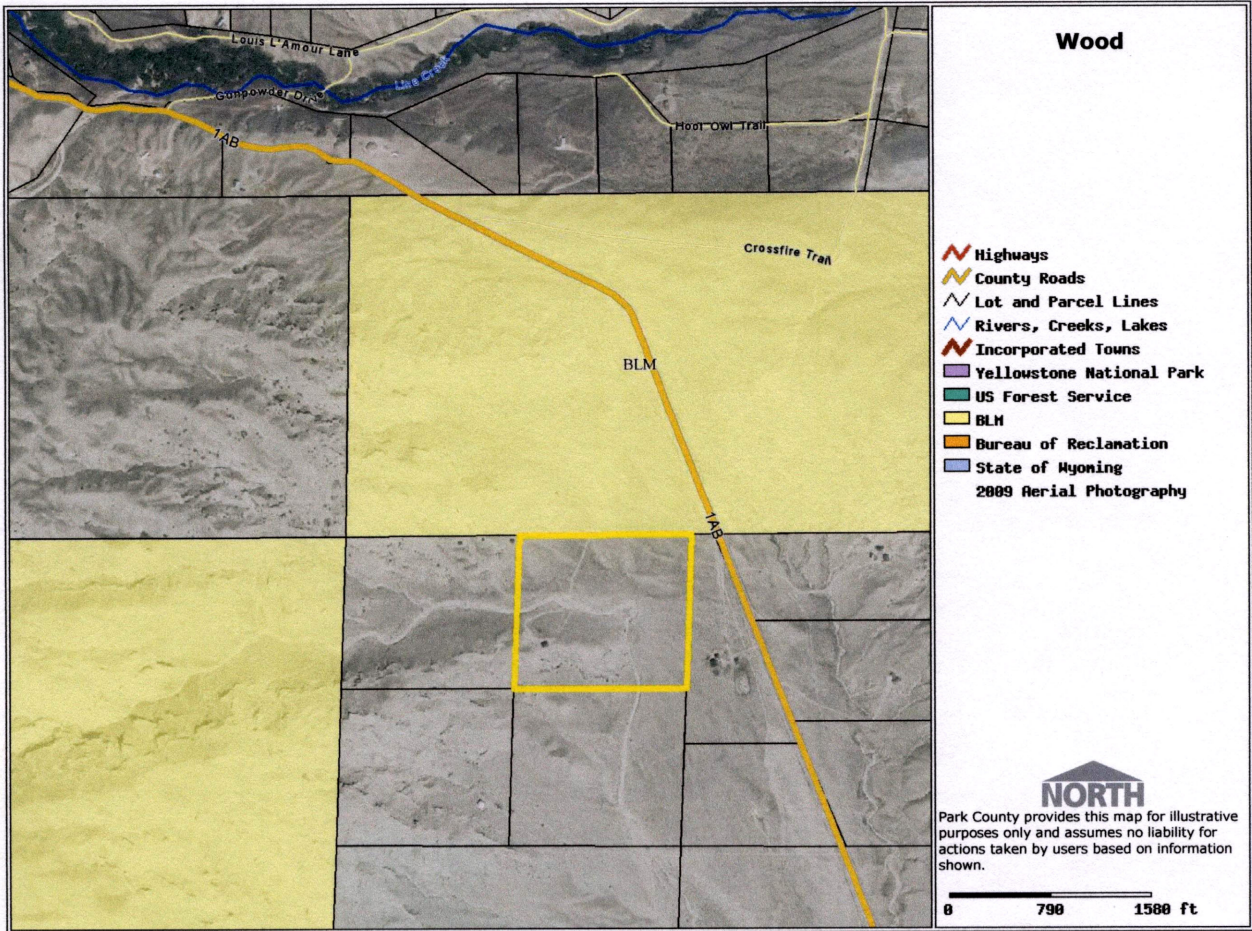 Wood
Louis L'Amour Lane
Line Creek
Gunpowder Drive
1AB
Hoot Owl Trail
Crossfire Trail
BLM
1AB
Highways
County Roads
Lot and Parcel Lines
Rivers, Creeks, Lakes
Incorporated Towns
Yellowstone National Park
US Forest Service
BLM
Bureau of Reclamation
State of Wyoming
2009 Aerial Photography
NORTH
Park County provides this map for illustrative
purposes only and assumes no liability for
actions taken by users based on information
shown.
0 790 1580 ft